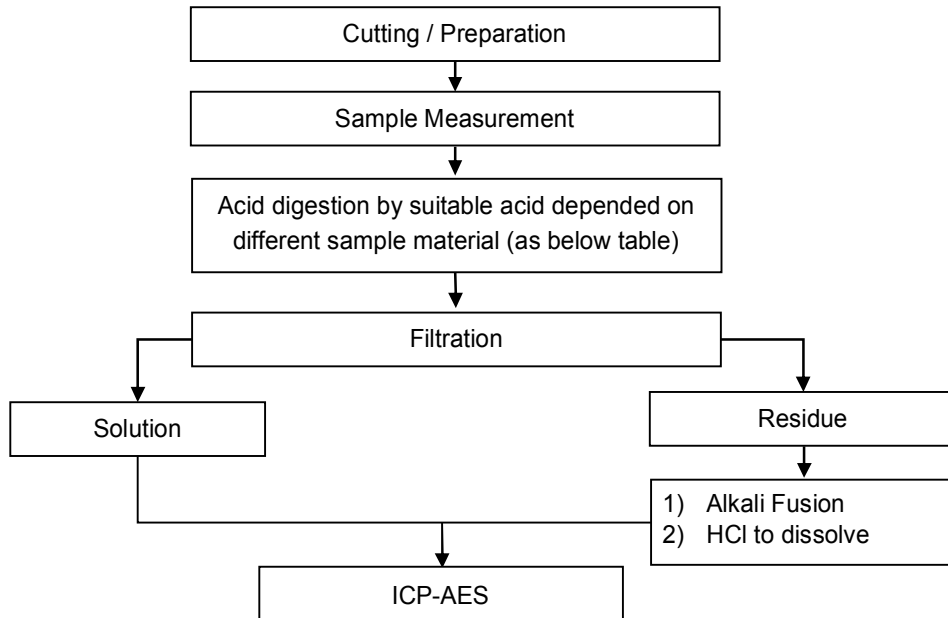 Cutting / Preparation
Sample Measurement
Acid digestion by suitable acid depended on
different sample material (as below table)
Filtration
Solution
Residue
1) Alkali Fusion
2) HCl to dissolve
ICP-AES